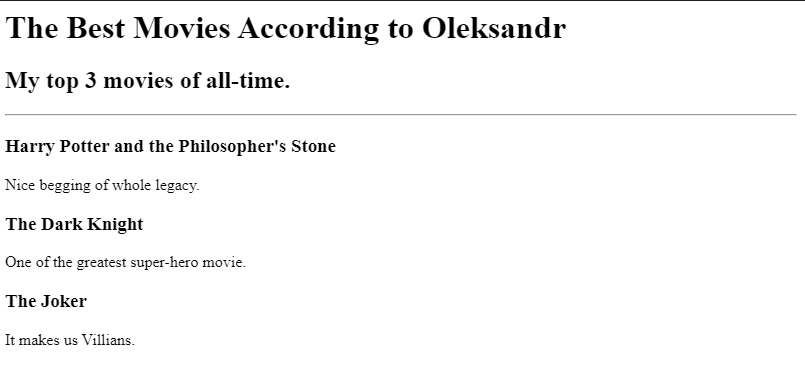 The Best Movies According to Oleksandr
My top 3 movies of all-time.
Harry Potter and the Philosopher's Stone
Nice begging of whole legacy.
The Dark Knight
One of the greatest super-hero movie.
The Joker
It makes us Villians.